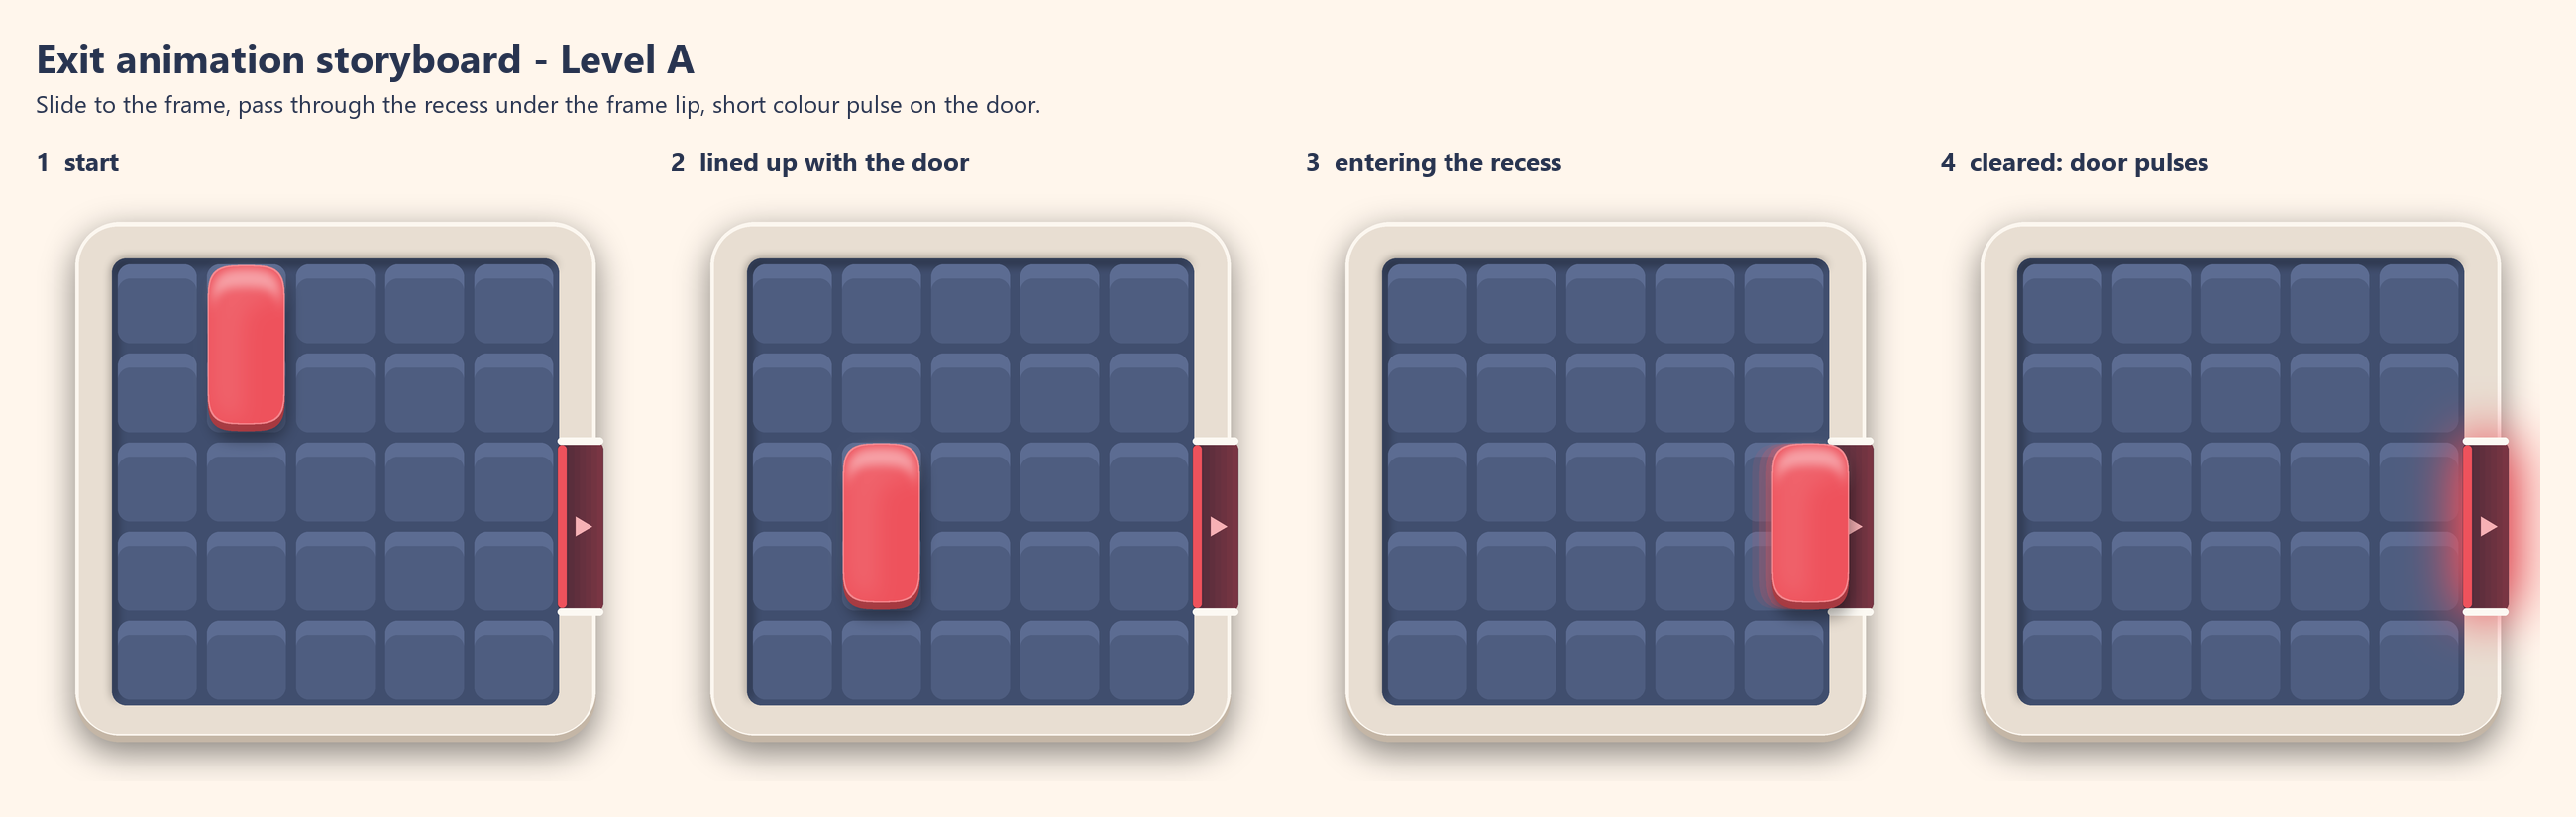 Exit animation storyboard - Level A
Slide to the frame, pass through the recess under the frame lip, short colour pulse on the door.
1 start
2 lined up with the door
3 entering the recess
4 cleared: door pulses